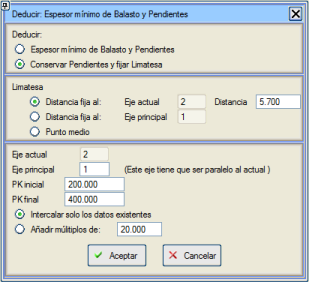 Deducir: Espesor mínimo de Balasto y Pendientes
Deducir:
Espesor mínimo de Balasto y Pendientes
Conservar Pendientes y fijar Limatesa
Limatesa
Distancia fija al: Eje actual 2 Distancia 5.700
Distancia fija al: Eje principal 1
Punto medio
Eje actual 2
Eje principal 1 (Este eje tiene que ser paralelo al actual )
PK inicial 200.000
PK final 400.000
Intercalar solo los datos existentes
Añadir múltiplos de: 20.000
Aceptar Cancelar